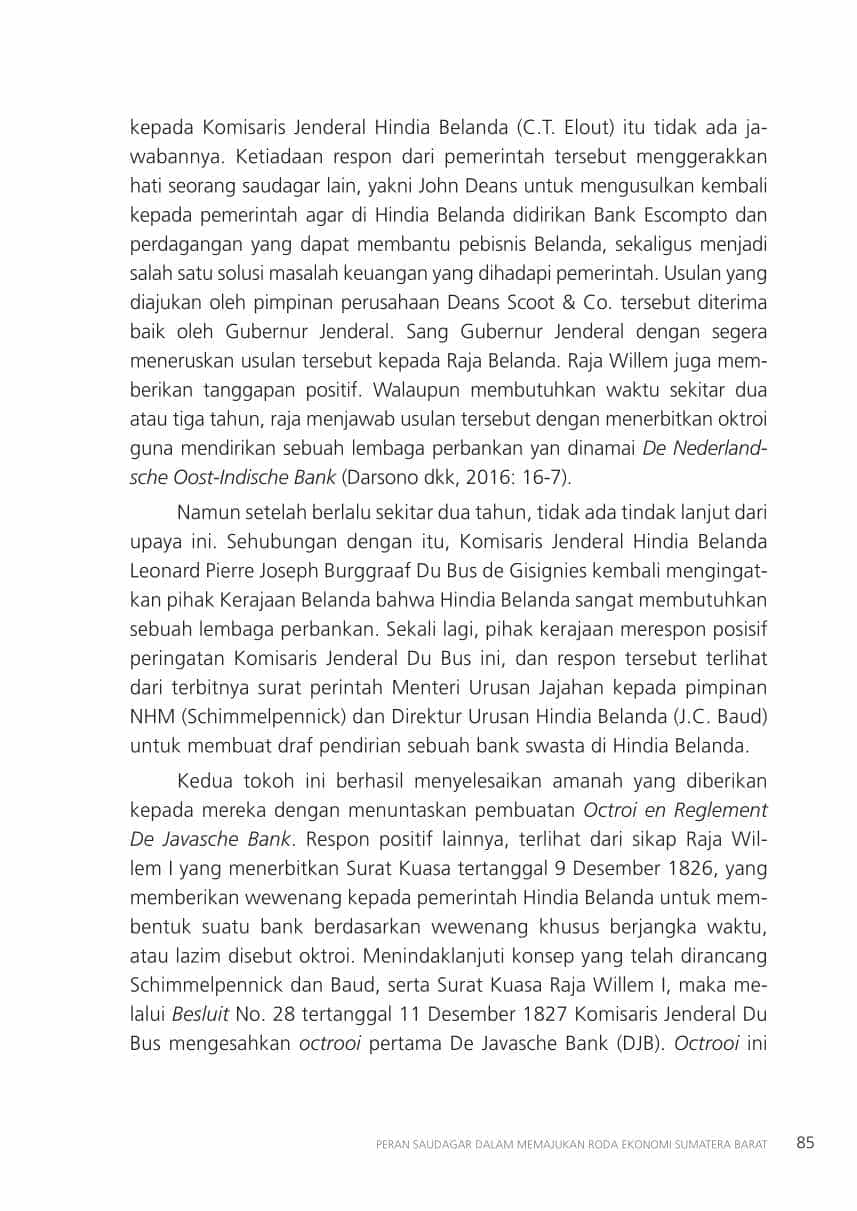 kepada Komisaris Jenderal Hindia Belanda (C.T. Elout) itu tidak ada ja-
wabannya. Ketiadaan respon dari pemerintah tersebut menggerakkan
hati seorang saudagar lain, yakni John Deans untuk mengusulkan kembali
kepada pemerintah agar di Hindia Belanda didirikan Bank Escompto dan
perdagangan yang dapat membantu pebisnis Belanda, sekaligus menjadi
salah satu solusi masalah keuangan yang dihadapi pemerintah. Usulan yang
diajukan oleh pimpinan perusahaan Deans Scoot & Co. tersebut diterima
baik oleh Gubernur Jenderal. Sang Gubernur Jenderal dengan segera
meneruskan usulan tersebut kepada Raja Belanda. Raja Willem juga mem-
berikan tanggapan positif. Walaupun membutuhkan waktu sekitar dua
atau tiga tahun, raja menjawab usulan tersebut dengan menerbitkan oktroi
guna mendirikan sebuah lembaga perbankan yan dinamai De Nederland-
sche Oost-Indische Bank (Darsono dkk, 2016: 16-7).
Namun setelah berlalu sekitar dua tahun, tidak ada tindak lanjut dari
upaya ini. Sehubungan dengan itu, Komisaris Jenderal Hindia Belanda
Leonard Pierre Joseph Burggraaf Du Bus de Gisignies kembali mengingat-
kan pihak Kerajaan Belanda bahwa Hindia Belanda sangat membutuhkan
sebuah lembaga perbankan. Sekali lagi, pihak kerajaan merespon posisif
peringatan Komisaris Jenderal Du Bus ini, dan respon tersebut terlihat
dari terbitnya surat perintah Menteri Urusan Jajahan kepada pimpinan
NHM (Schimmelpennick) dan Direktur Urusan Hindia Belanda (J.C. Baud)
untuk membuat draf pendirian sebuah bank swasta di Hindia Belanda.
Kedua tokoh ini berhasil menyelesaikan amanah yang diberikan
kepada mereka dengan menuntaskan pembuatan Octroi en Reglement
De Javasche Bank. Respon positif lainnya, terlihat dari sikap Raja Wil-
lem I yang menerbitkan Surat Kuasa tertanggal 9 Desember 1826, yang
memberikan wewenang kepada pemerintah Hindia Belanda untuk mem-
bentuk suatu bank berdasarkan wewenang khusus berjangka waktu,
atau lazim disebut oktroi. Menindaklanjuti konsep yang telah dirancang
Schimmelpennick dan Baud, serta Surat Kuasa Raja Willem I, maka me-
lalui Besluit No. 28 tertanggal 11 Desember 1827 Komisaris Jenderal Du
Bus mengesahkan octrooi pertama De Javasche Bank (DJB). Octrooi ini
PERAN SAUDAGAR DALAM MEMAJUKAN RODA EKONOMI SUMATERA BARAT 85